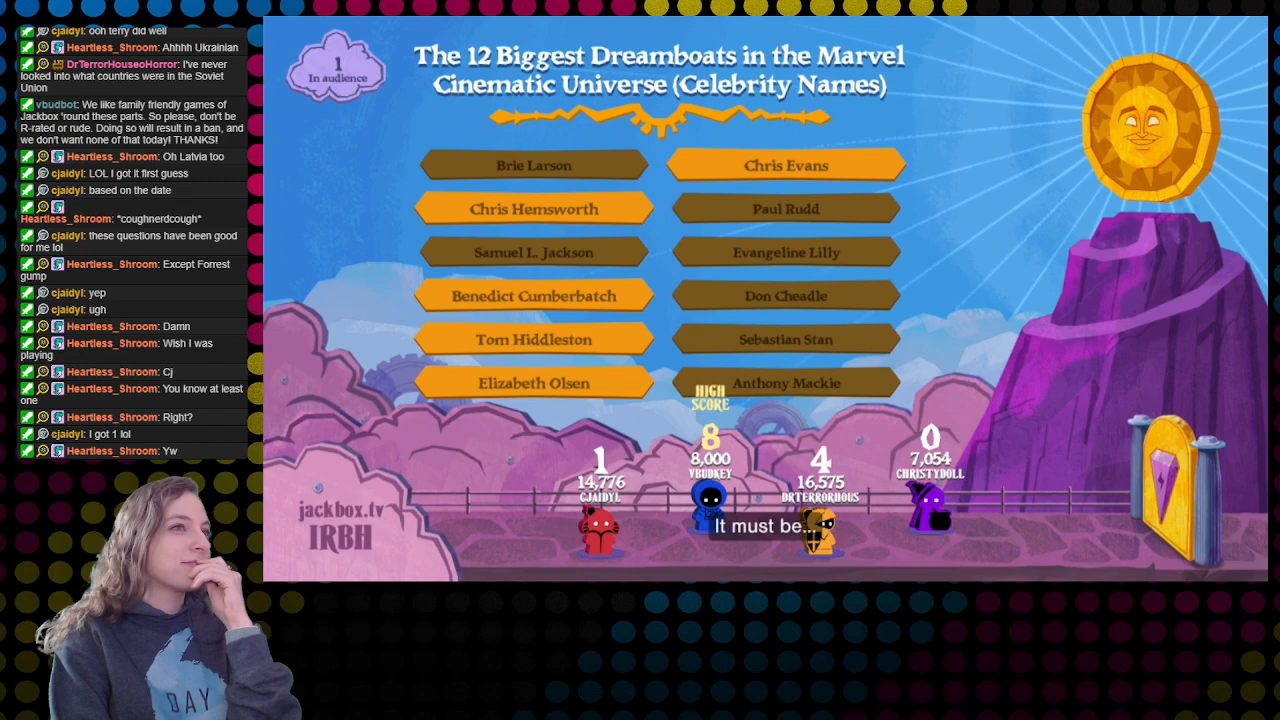 cjaidyl: ooh terry did well
Heartless_Shroom: Ahhhh Ukrainian
DrTerrorHouseoHorror: I've never
looked into what countries were in the Soviet
Union
vbudbot: We like family friendly games of
Jackbox 'round these parts. So please, don't be
R-rated or rude. Doing so will result in a ban, and
we don't want none of that today! THANKS!
Heartless_Shroom: Oh Latvia too
cjaidyl: LOL I got it first guess
cjaidyl: based on the date
Heartless_Shroom: *coughnerdcough*
cjaidyl: these questions have been good
for me lol
Heartless_Shroom: Except Forrest
gump
cjaidyl: yep
cjaidyl: ugh
Heartless_Shroom: Damn
Heartless_Shroom: Wish I was
playing
Heartless_Shroom: Cj
Heartless_Shroom: You know at least
one
Heartless_Shroom: Right?
cjaidyl: I got 1 lol
Heartless_Shroom: Yw
1
In audience
The 12 Biggest Dreamboats in the Marvel
Cinematic Universe (Celebrity Names)
Brie Larson
Chris Evans
Chris Hemsworth
Paul Rudd
Samuel L. Jackson
Evangeline Lilly
Benedict Cumberbatch
Don Cheadle
Tom Hiddleston
Sebastian Stan
Elizabeth Olsen
Anthony Mackie
HIGH
SCORE
1
14,776
CJAIDYL
8
8,000
VBUDKEY
4
16,575
DRTERRORHOUS
0
7,054
CHRISTYDOLL
It must be...
jackbox.tv
IRBH
DAY